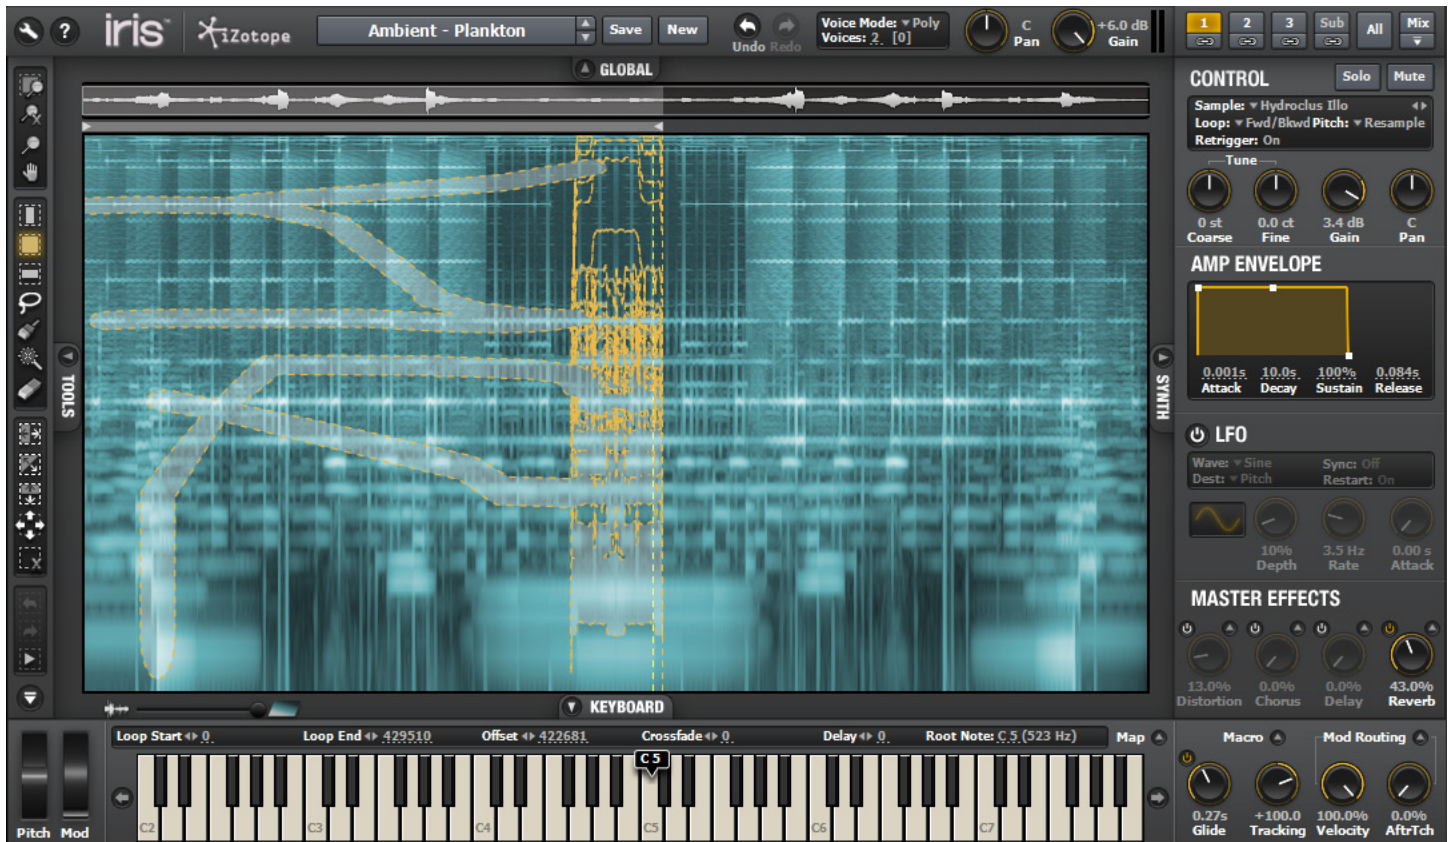 ? iris iZotope Ambient - Plankton Save New Undo Redo
Voice Mode: Poly
Voices: 2 [0]
C
Pan
+6.0 dB
Gain
1 2 3 Sub All Mix
GLOBAL
CONTROL Solo Mute
Sample: Hydroclus Illo
Loop: Fwd/Bkwd Pitch: Resample
Retrigger: On
Tune
0 st 0.0 ct 3.4 dB C
Coarse Fine Gain Pan
AMP ENVELOPE
0.001s 10.0s 100% 0.084s
Attack Decay Sustain Release
TOOLS
SYNTH
LFO
Wave: Sine Sync: Off
Dest: Pitch Restart: On
10% 3.5 Hz 0.00 s
Depth Rate Attack
MASTER EFFECTS
13.0% 0.0% 0.0% 43.0%
Distortion Chorus Delay Reverb
KEYBOARD
Loop Start 0 Loop End 429510 Offset 422681 Crossfade 0 Delay 0 Root Note: C 5 (523 Hz) Map
C 5
C2 C3 C4 C5 C6 C7
Pitch Mod
Macro Mod Routing
0.27s +100.0 100.0% 0.0%
Glide Tracking Velocity AftrTch